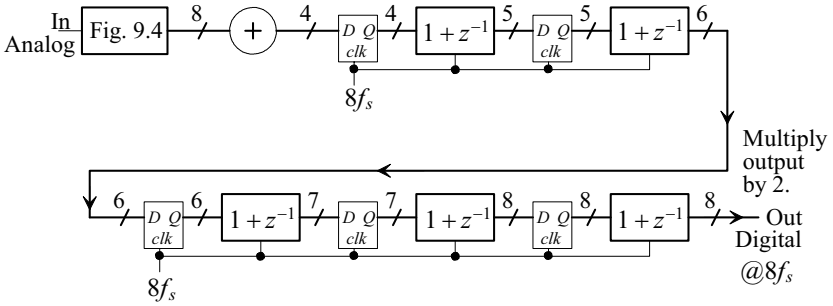 In
Analog
Fig. 9.4
8
+
4
D Q
clk
4
1 + z⁻¹
5
D Q
clk
5
1 + z⁻¹
6
8fₛ
Multiply
output
by 2.
6
D Q
clk
6
1 + z⁻¹
7
D Q
clk
7
1 + z⁻¹
8
D Q
clk
8
1 + z⁻¹
8
Out
Digital
@8fₛ
8fₛ